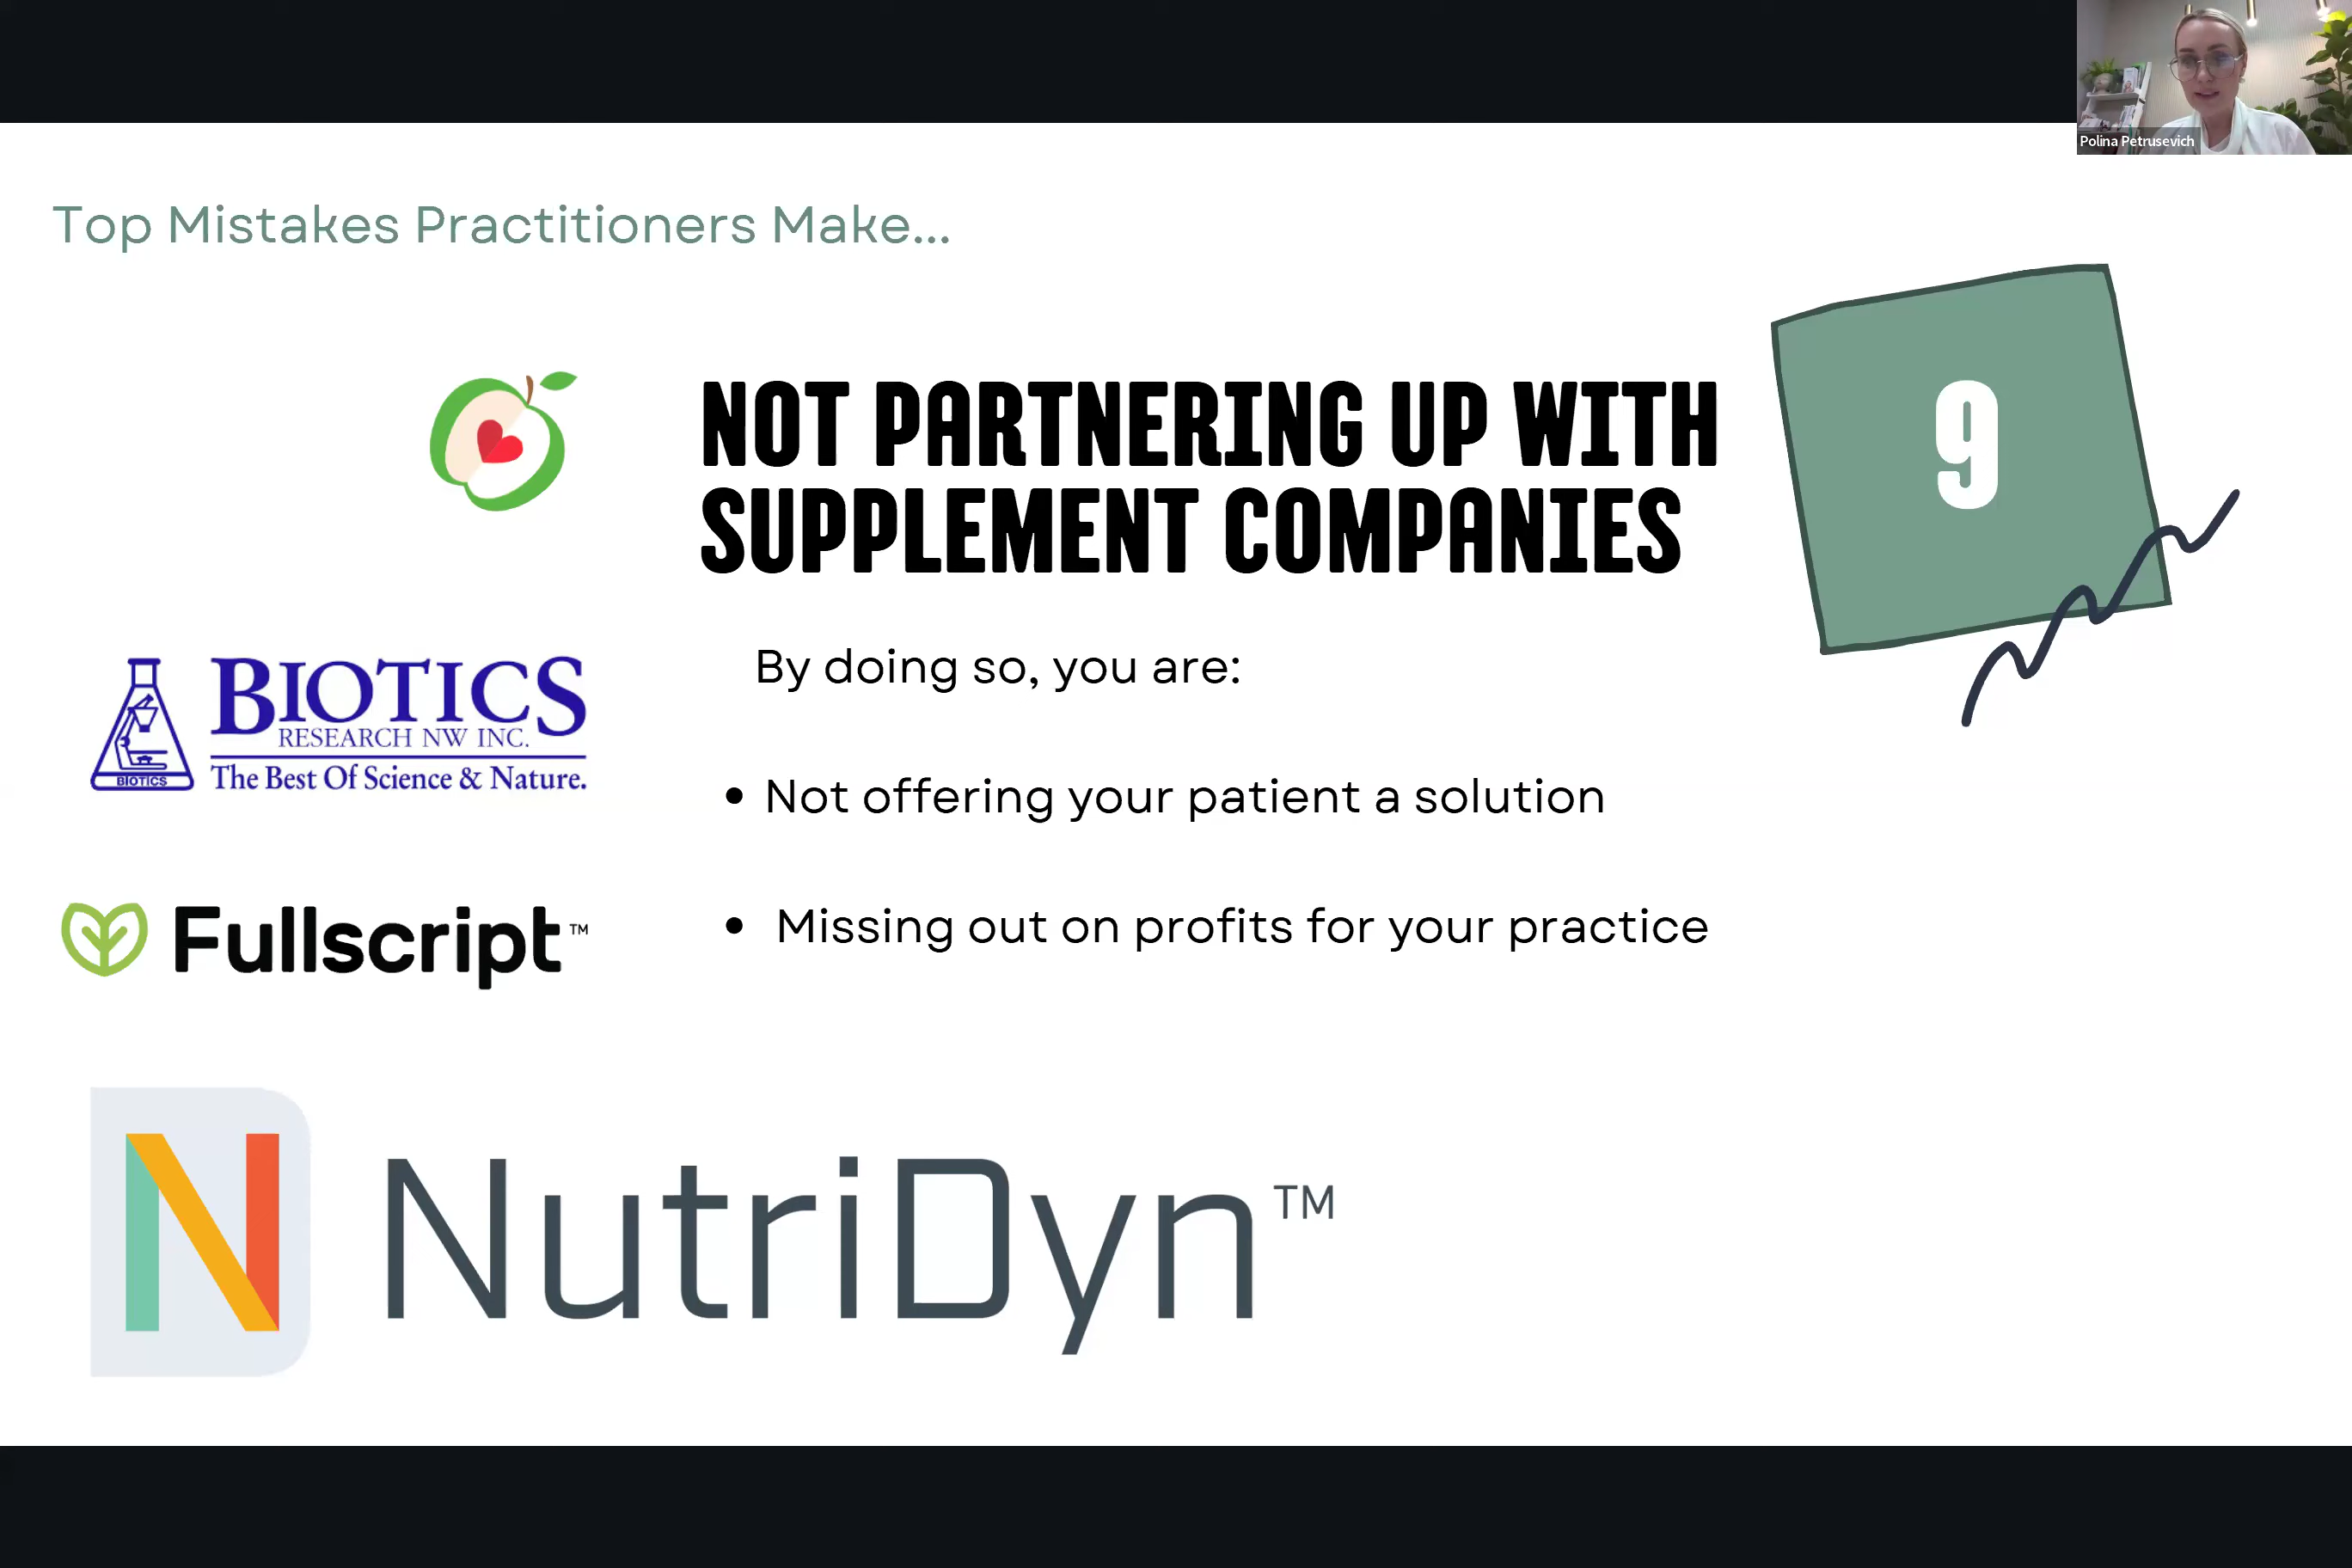 Polina Petrusevich
Top Mistakes Practitioners Make...
NOT PARTNERING UP WITH
SUPPLEMENT COMPANIES
9
By doing so, you are:
• Not offering your patient a solution
• Missing out on profits for your practice
BIOTICS
RESEARCH NW INC.
The Best Of Science & Nature.
BIOTICS
Fullscript™
N
NutriDyn™